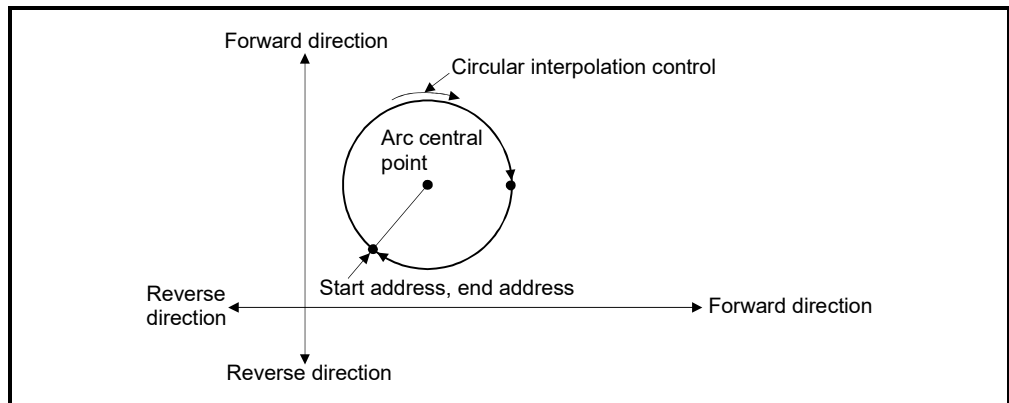 Forward direction
Circular interpolation control
Arc central
point
Start address, end address
Reverse
direction
Forward direction
Reverse direction